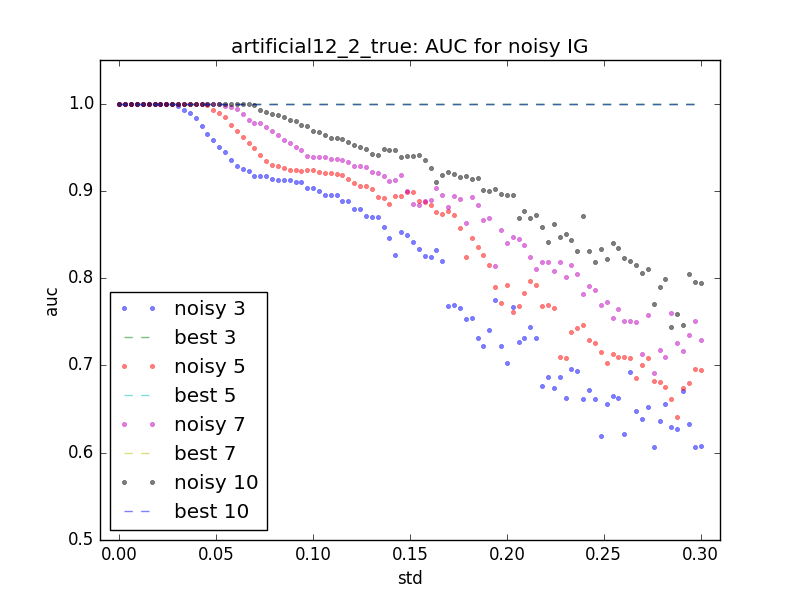 artificial12_2_true: AUC for noisy IG
auc
1.0
0.9
0.8
0.7
0.6
0.5
noisy 3
best 3
noisy 5
best 5
noisy 7
best 7
noisy 10
best 10
0.00 0.05 0.10 0.15 0.20 0.25 0.30
std